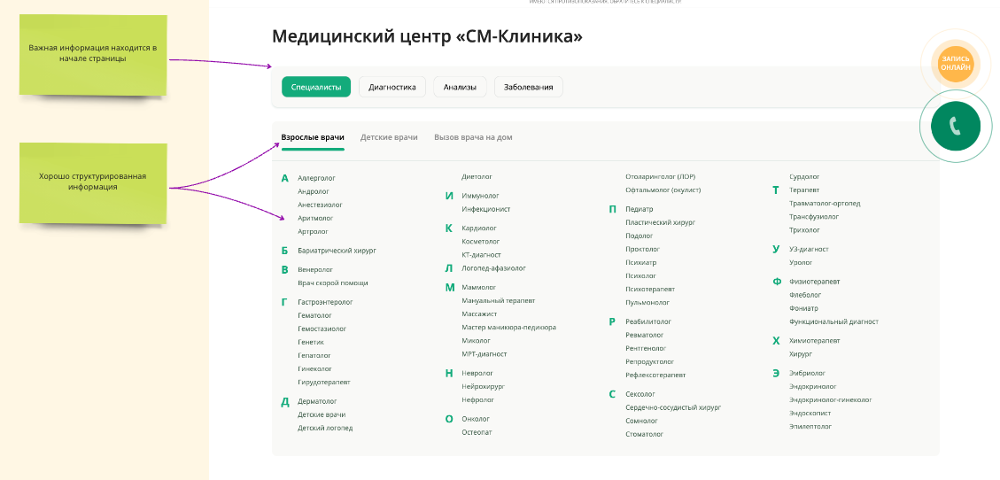 ИМЕЮТСЯ ПРОТИВОПОКАЗАНИЯ. ОБРАТИТЕСЬ К СПЕЦИАЛИСТУ!
Важная информация находится в
начале страницы
Хорошо структурированная
информация
Медицинский центр «СМ-Клиника»
Специалисты
Диагностика
Анализы
Заболевания
ЗАПИСЬ
ОНЛАЙН
Взрослые врачи
Детские врачи
Вызов врача на дом
А Аллерголог
Андролог
Анестезиолог
Аритмолог
Артролог
Б Бариатрический хирург
В Венеролог
Врач скорой помощи
Г Гастроэнтеролог
Гематолог
Гемостазиолог
Генетик
Гепатолог
Гинеколог
Гирудотерапевт
Д Дерматолог
Детские врачи
Детский логопед
Диетолог
И Иммунолог
Инфекционист
К Кардиолог
Косметолог
КТ-диагност
Л Логопед-афазиолог
М Маммолог
Мануальный терапевт
Массажист
Мастер маникюра-педикюра
Миколог
МРТ-диагност
Н Невролог
Нейрохирург
Нефролог
О Онколог
Остеопат
Отоларинголог (ЛОР)
Офтальмолог (окулист)
П Педиатр
Пластический хирург
Подолог
Проктолог
Психиатр
Психолог
Психотерапевт
Пульмонолог
Р Реабилитолог
Ревматолог
Рентгенолог
Репродуктолог
Рефлексотерапевт
С Сексолог
Сердечно-сосудистый хирург
Сомнолог
Стоматолог
Сурдолог
Т Терапевт
Травматолог-ортопед
Трансфузиолог
Трихолог
У УЗ-диагност
Уролог
Ф Физиотерапевт
Флеболог
Фониатр
Функциональный диагност
Х Химиотерапевт
Хирург
Э Эмбриолог
Эндокринолог
Эндокринолог-гинеколог
Эндоскопист
Эпилептолог